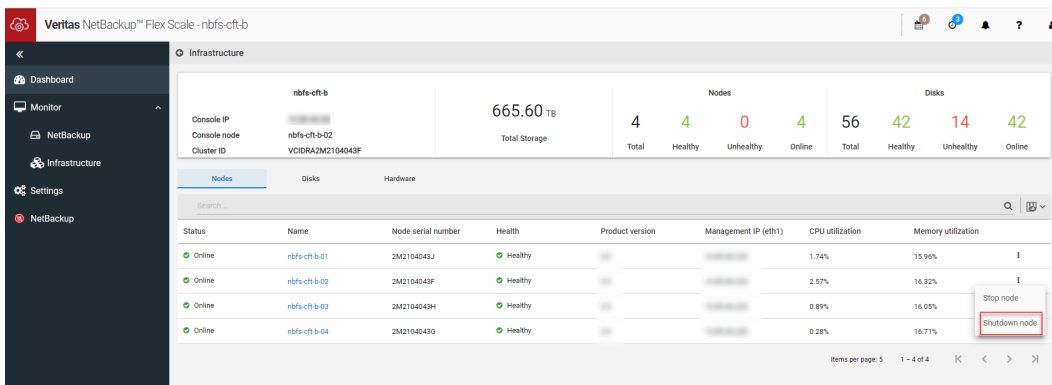 Veritas NetBackup™ Flex Scale - nbfs-cft-b
6
3
?
«
Infrastructure
Dashboard
Monitor
NetBackup
Infrastructure
Settings
NetBackup
nbfs-cft-b
Console IP
Console node nbfs-cft-b-02
Cluster ID VCIDRA2M2104043F
665.60 TB
Total Storage
Nodes
4 4 0 4
Total Healthy Unhealthy Online
Disks
56 42 14 42
Total Healthy Unhealthy Online
Nodes Disks Hardware
Search...
Status Name Node serial number Health Product version Management IP (eth1) CPU utilization Memory utilization
Online nbfs-cft-b-01 2M2104043J Healthy 1.74% 15.96%
Online nbfs-cft-b-02 2M2104043F Healthy 2.57% 16.32%
Online nbfs-cft-b-03 2M2104043H Healthy 0.89% 16.05%
Online nbfs-cft-b-04 2M2104043G Healthy 0.28% 16.71%
Stop node
Shutdown node
Items per page: 5 1 – 4 of 4